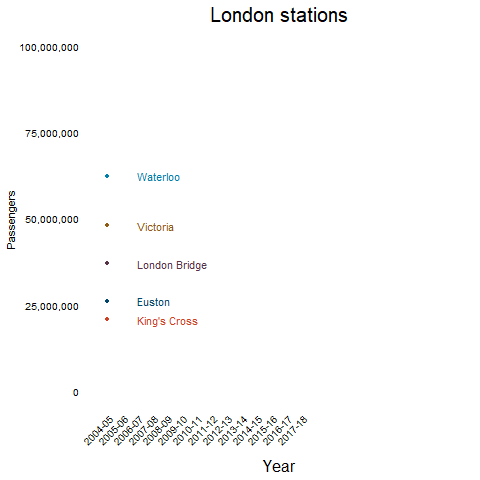 London stations
100,000,000
75,000,000
50,000,000
25,000,000
0
Passengers
Waterloo
Victoria
London Bridge
Euston
King's Cross
2004-05
2005-06
2006-07
2007-08
2008-09
2009-10
2010-11
2011-12
2012-13
2013-14
2014-15
2015-16
2016-17
2017-18
Year